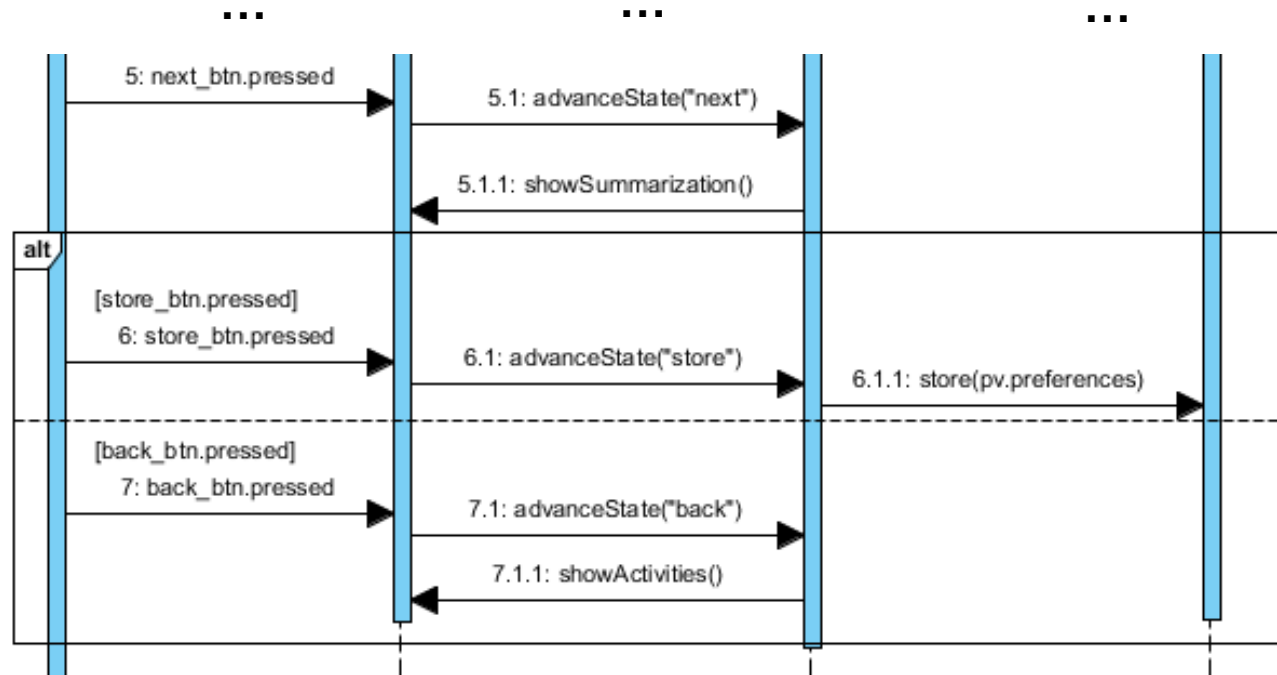 ... ... ...
5: next_btn.pressed
5.1: advanceState("next")
5.1.1: showSummarization()
alt
[store_btn.pressed]
6: store_btn.pressed
6.1: advanceState("store")
6.1.1: store(pv.preferences)
[back_btn.pressed]
7: back_btn.pressed
7.1: advanceState("back")
7.1.1: showActivities()